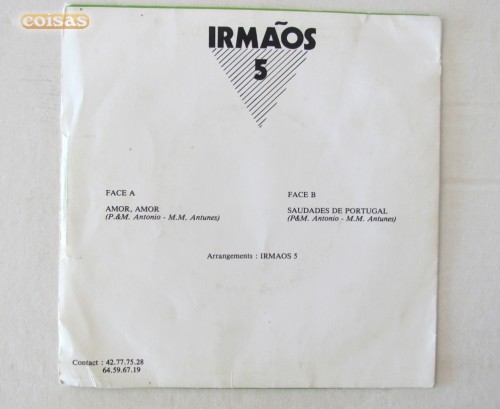 coisas
IRMÃOS
5
FACE A
AMOR, AMOR
(P.&M. Antonio - M.M. Antunes)
FACE B
SAUDADES DE PORTUGAL
(P&M. Antonio - M.M. Antunes)
Arrangements : IRMAOS 5
Contact : 42.77.75.28
64.59.67.19